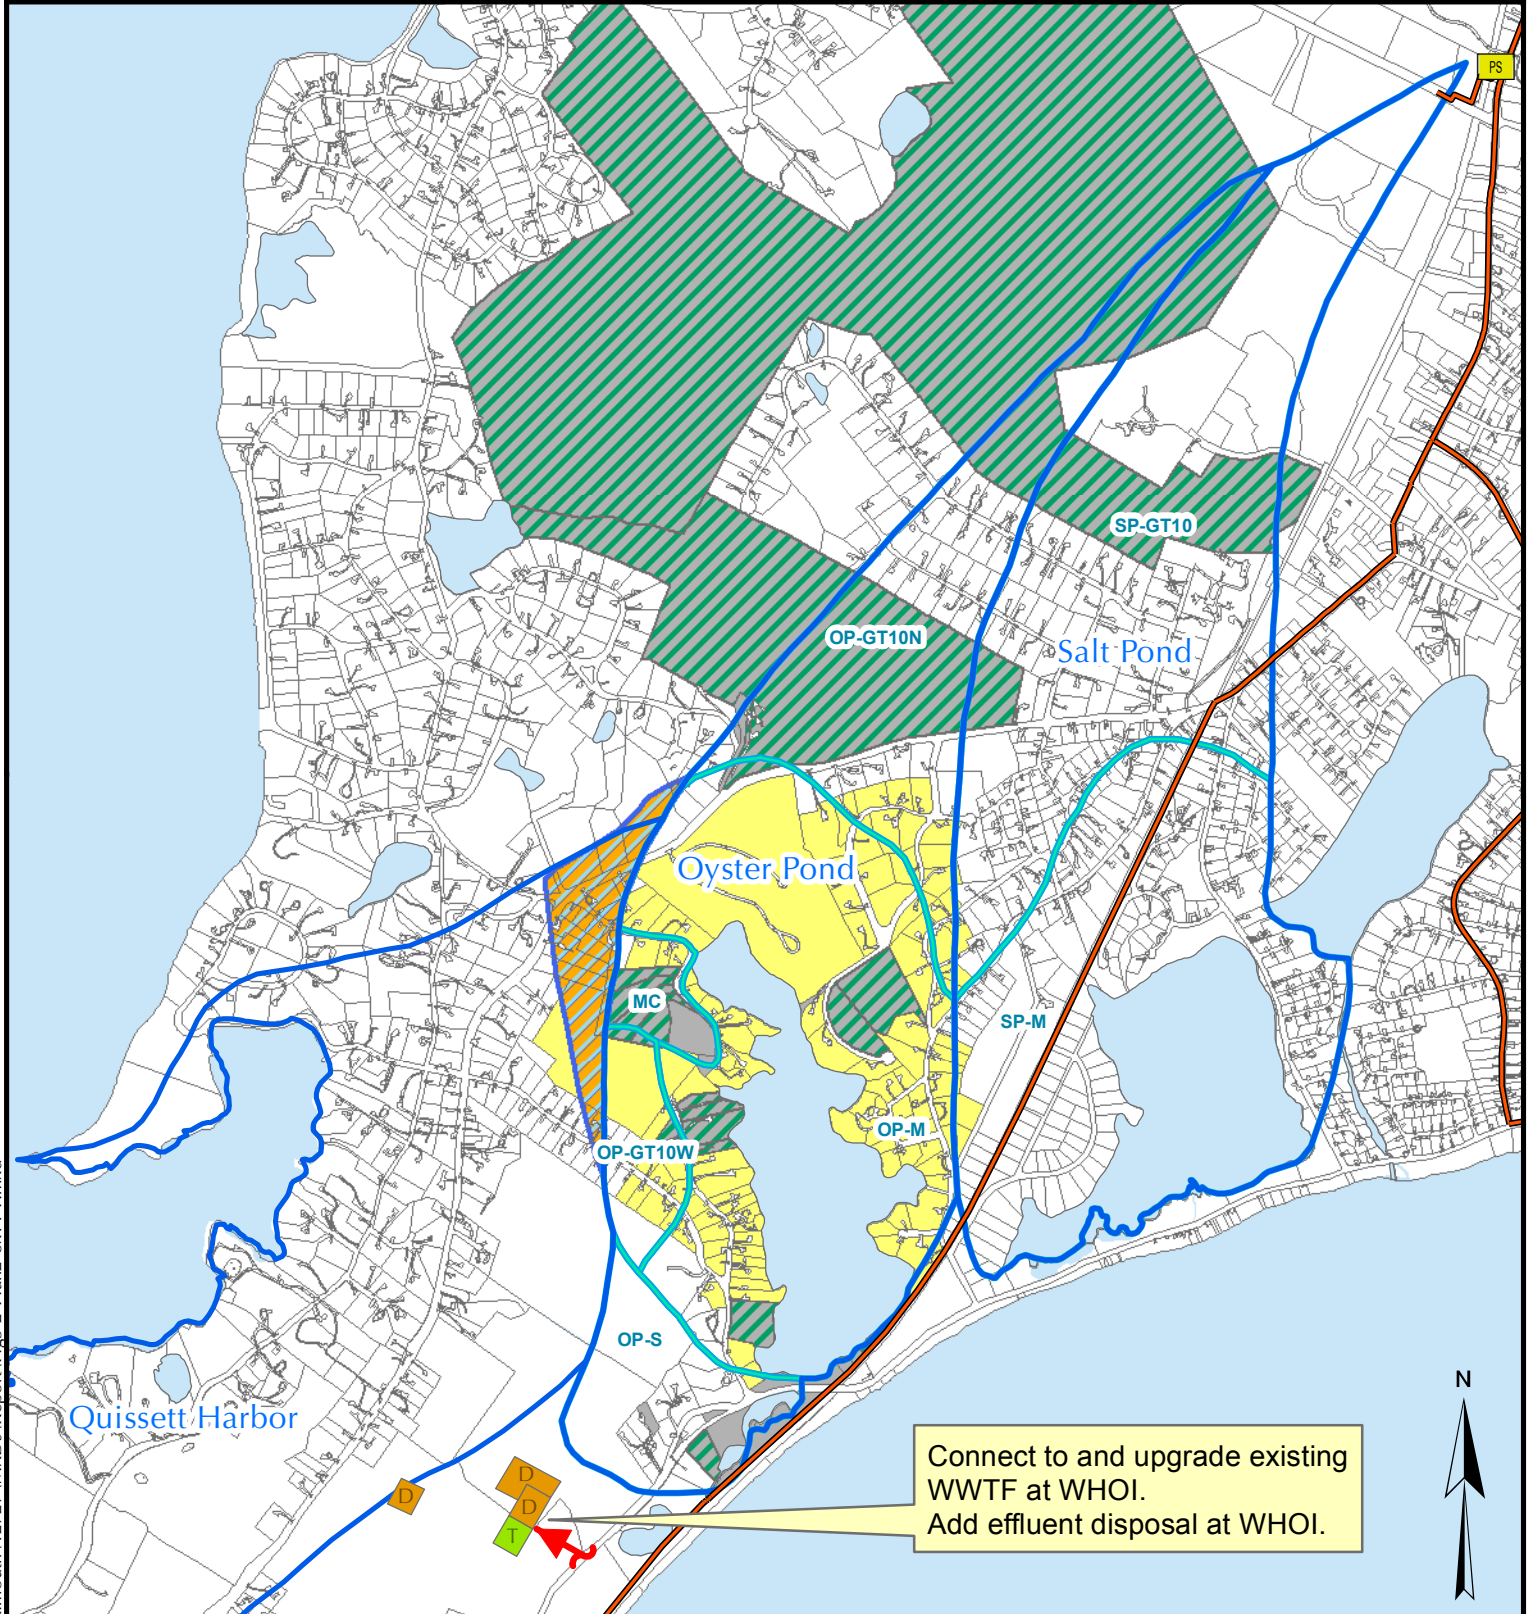 PS
SP-GT10
OP-GT10N
Salt Pond
Oyster Pond
MC
SP-M
OP-M
OP-GT10W
OP-S
Quissett Harbor
N
D
D
D
T
Connect to and upgrade existing
WWTF at WHOI.
Add effluent disposal at WHOI.